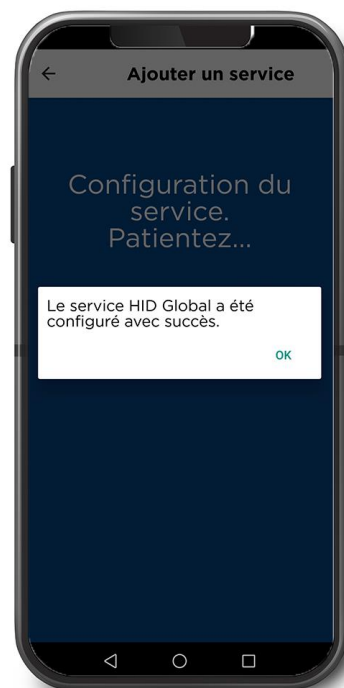 Ajouter un service
Configuration du
service.
Patientez...
Le service HID Global a été
configuré avec succès.
OK